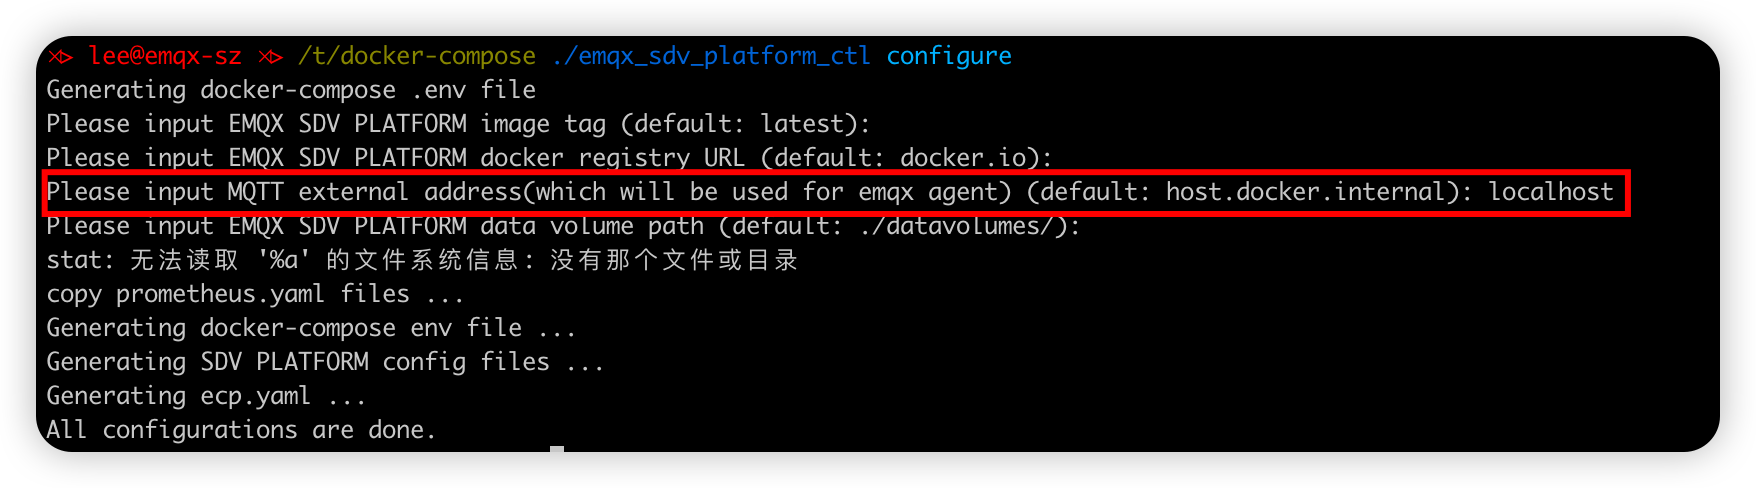 lee@emqx-sz /t/docker-compose ./emqx_sdv_platform_ctl configure
Generating docker-compose .env file
Please input EMQX SDV PLATFORM image tag (default: latest):
Please input EMQX SDV PLATFORM docker registry URL (default: docker.io):
Please input MQTT external address(which will be used for emqx agent) (default: host.docker.internal): localhost
Please input EMQX SDV PLATFORM data volume path (default: ./datavolumes/):
stat: 无法读取 '%a' 的文件系统信息: 没有那个文件或目录
copy prometheus.yaml files ...
Generating docker-compose env file ...
Generating SDV PLATFORM config files ...
Generating ecp.yaml ...
All configurations are done.